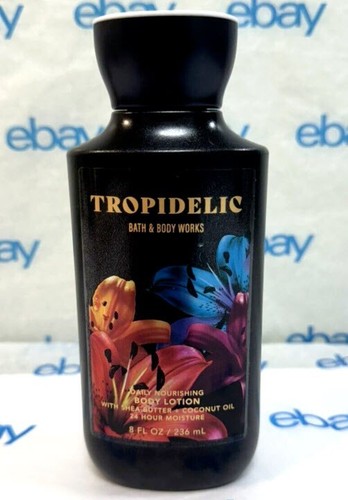 ebay
ebay
ebay
ebay
TROPIDELIC
BATH & BODY WORKS
ebay
ebay
DAILY NOURISHING
BODY LOTION
WITH SHEA BUTTER + COCONUT OIL
24 HOUR MOISTURE
8 FL OZ / 236 mL
ebay
ebay